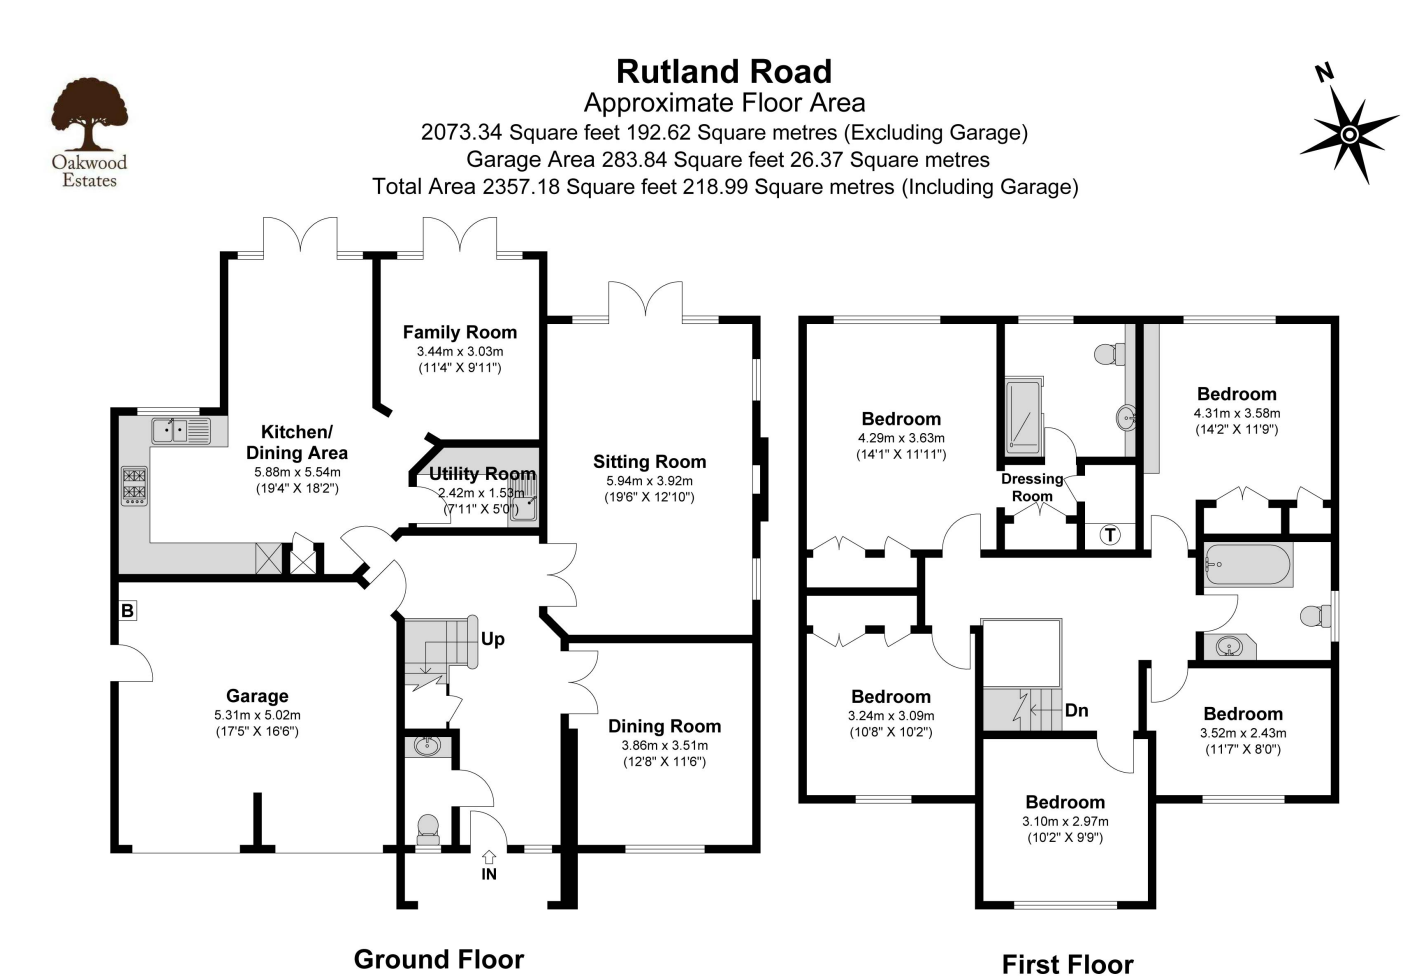 Rutland Road
Approximate Floor Area
2073.34 Square feet 192.62 Square metres (Excluding Garage)
Garage Area 283.84 Square feet 26.37 Square metres
Total Area 2357.18 Square feet 218.99 Square metres (Including Garage)
Oakwood
Estates
N
Family Room
3.44m x 3.03m
(11'4" X 9'11")
Kitchen/
Dining Area
5.88m x 5.54m
(19'4" X 18'2")
Utility Room
2.42m x 1.53m
(7'11" X 5'0")
Sitting Room
5.94m x 3.92m
(19'6" X 12'10")
B
Up
Garage
5.31m x 5.02m
(17'5" X 16'6")
Dining Room
3.86m x 3.51m
(12'8" X 11'6")
IN
Ground Floor
Bedroom
4.29m x 3.63m
(14'1" X 11'11")
Bedroom
4.31m x 3.58m
(14'2" X 11'9")
Dressing
Room
T
Bedroom
3.24m x 3.09m
(10'8" X 10'2")
Dn
Bedroom
3.52m x 2.43m
(11'7" X 8'0")
Bedroom
3.10m x 2.97m
(10'2" X 9'9")
First Floor